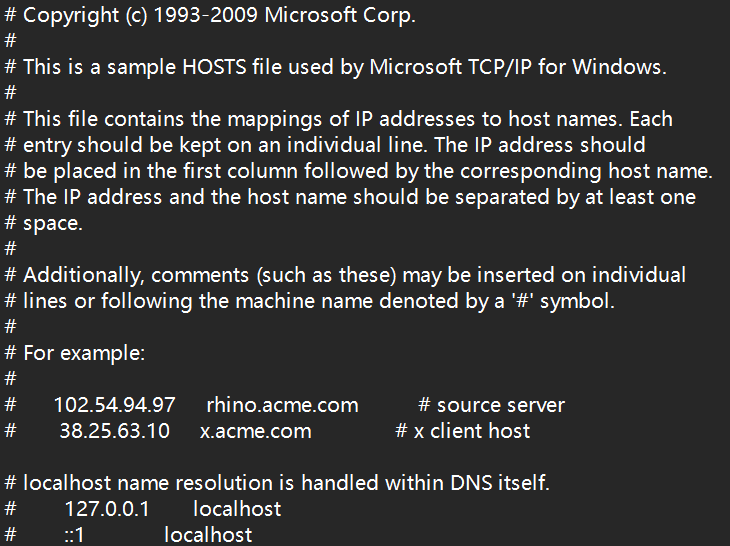 # Copyright (c) 1993-2009 Microsoft Corp.
#
# This is a sample HOSTS file used by Microsoft TCP/IP for Windows.
#
# This file contains the mappings of IP addresses to host names. Each
# entry should be kept on an individual line. The IP address should
# be placed in the first column followed by the corresponding host name.
# The IP address and the host name should be separated by at least one
# space.
#
# Additionally, comments (such as these) may be inserted on individual
# lines or following the machine name denoted by a '#' symbol.
#
# For example:
#
#      102.54.94.97     rhino.acme.com          # source server
#       38.25.63.10     x.acme.com              # x client host

# localhost name resolution is handled within DNS itself.
#	127.0.0.1       localhost
#	::1             localhost